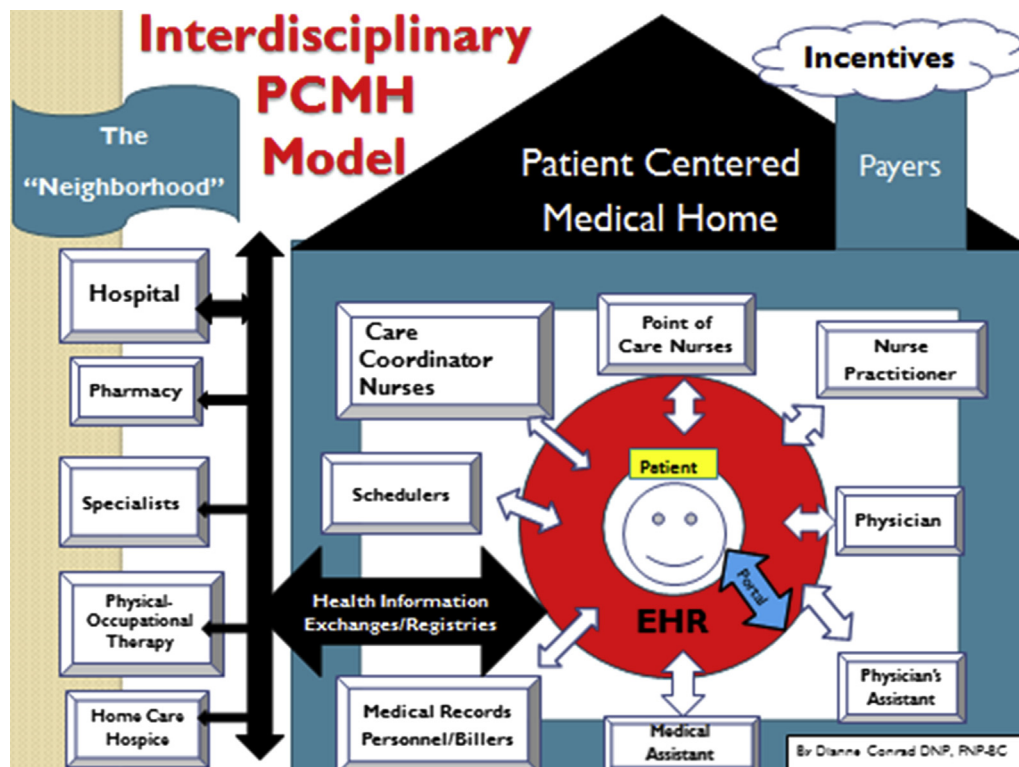 Interdisciplinary
PCMH
Model
Incentives
The
“Neighborhood”
Patient Centered
Medical Home
Payers
Hospital
Pharmacy
Specialists
Physical-
Occupational
Therapy
Home Care
Hospice
Care
Coordinator
Nurses
Point of
Care Nurses
Nurse
Practitioner
Schedulers
Patient
Physician
Portal
EHR
Health Information
Exchanges/Registries
Medical Records
Personnel/Billers
Medical
Assistant
Physician's
Assistant
By Dianne Conrad DNP, FNP-BC